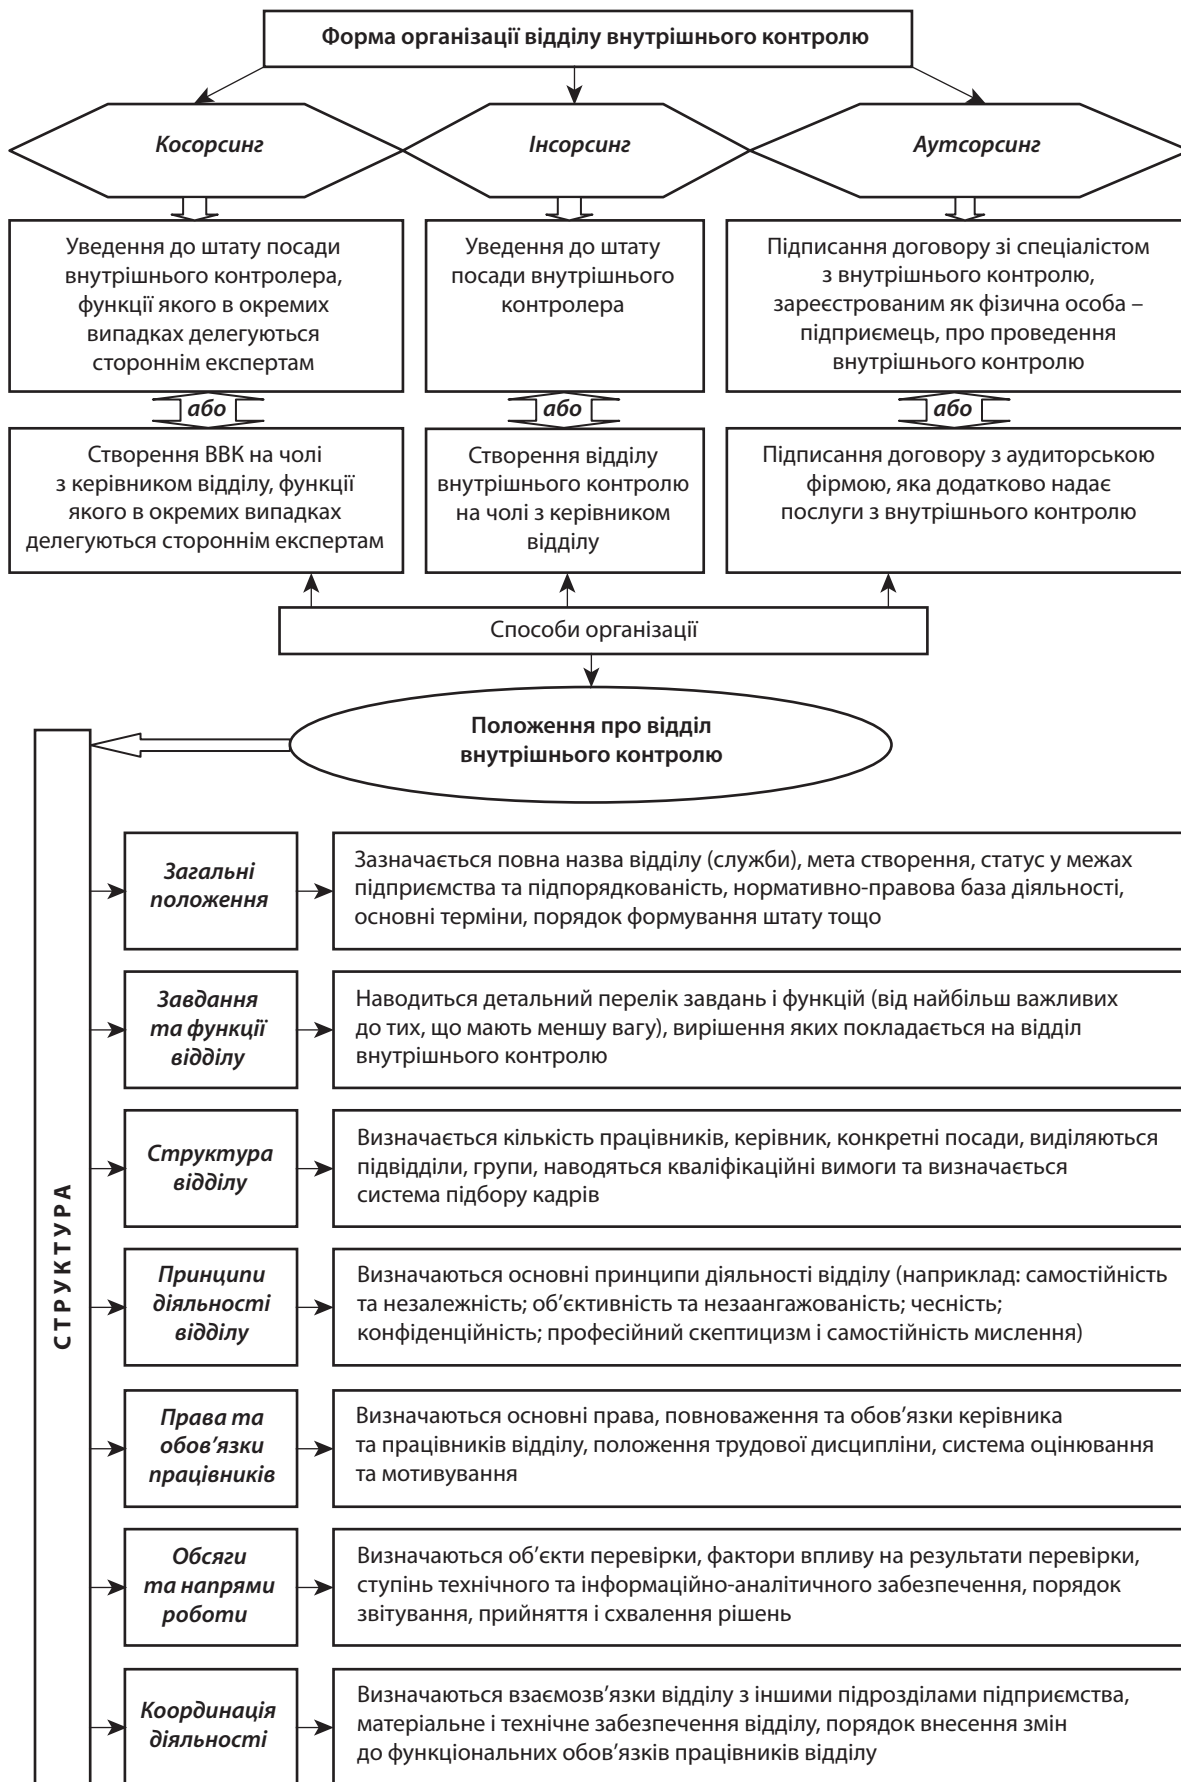 Форма організації відділу внутрішнього контролю
Косорсинг
Інсорсинг
Аутсорсинг
Уведення до штату посади
внутрішнього контролера,
функції якого в окремих
випадках делегуються
стороннім експертам
Уведення до штату
посади внутрішнього
контролера
Підписання договору зі спеціалістом
з внутрішнього контролю,
зареєстрованим як фізична особа –
підприємець, про проведення
внутрішнього контролю
або
або
або
Створення ВВК на чолі
з керівником відділу, функції
якого в окремих випадках
делегуються стороннім експертам
Створення відділу
внутрішнього контролю
на чолі з керівником
відділу
Підписання договору з аудиторською
фірмою, яка додатково надає
послуги з внутрішнього контролю
Способи організації
Положення про відділ
внутрішнього контролю
СТРУКТУРА
Загальні
положення
Зазначається повна назва відділу (служби), мета створення, статус у межах
підприємства та підпорядкованість, нормативно-правова база діяльності,
основні терміни, порядок формування штату тощо
Завдання
та функції
відділу
Наводиться детальний перелік завдань і функцій (від найбільш важливих
до тих, що мають меншу вагу), вирішення яких покладається на відділ
внутрішнього контролю
Структура
відділу
Визначається кількість працівників, керівник, конкретні посади, виділяються
підвідділи, групи, наводяться кваліфікаційні вимоги та визначається
система підбору кадрів
Принципи
діяльності
відділу
Визначаються основні принципи діяльності відділу (наприклад: самостійність
та незалежність; об’єктивність та незаангажованість; чесність;
конфіденційність; професійний скептицизм і самостійність мислення)
Права та
обов’язки
працівників
Визначаються основні права, повноваження та обов’язки керівника
та працівників відділу, положення трудової дисципліни, система оцінювання
та мотивування
Обсяги
та напрями
роботи
Визначаються об’єкти перевірки, фактори впливу на результати перевірки,
ступінь технічного та інформаційно-аналітичного забезпечення, порядок
звітування, прийняття і схвалення рішень
Координація
діяльності
Визначаються взаємозв’язки відділу з іншими підрозділами підприємства,
матеріальне і технічне забезпечення відділу, порядок внесення змін
до функціональних обов’язків працівників відділу